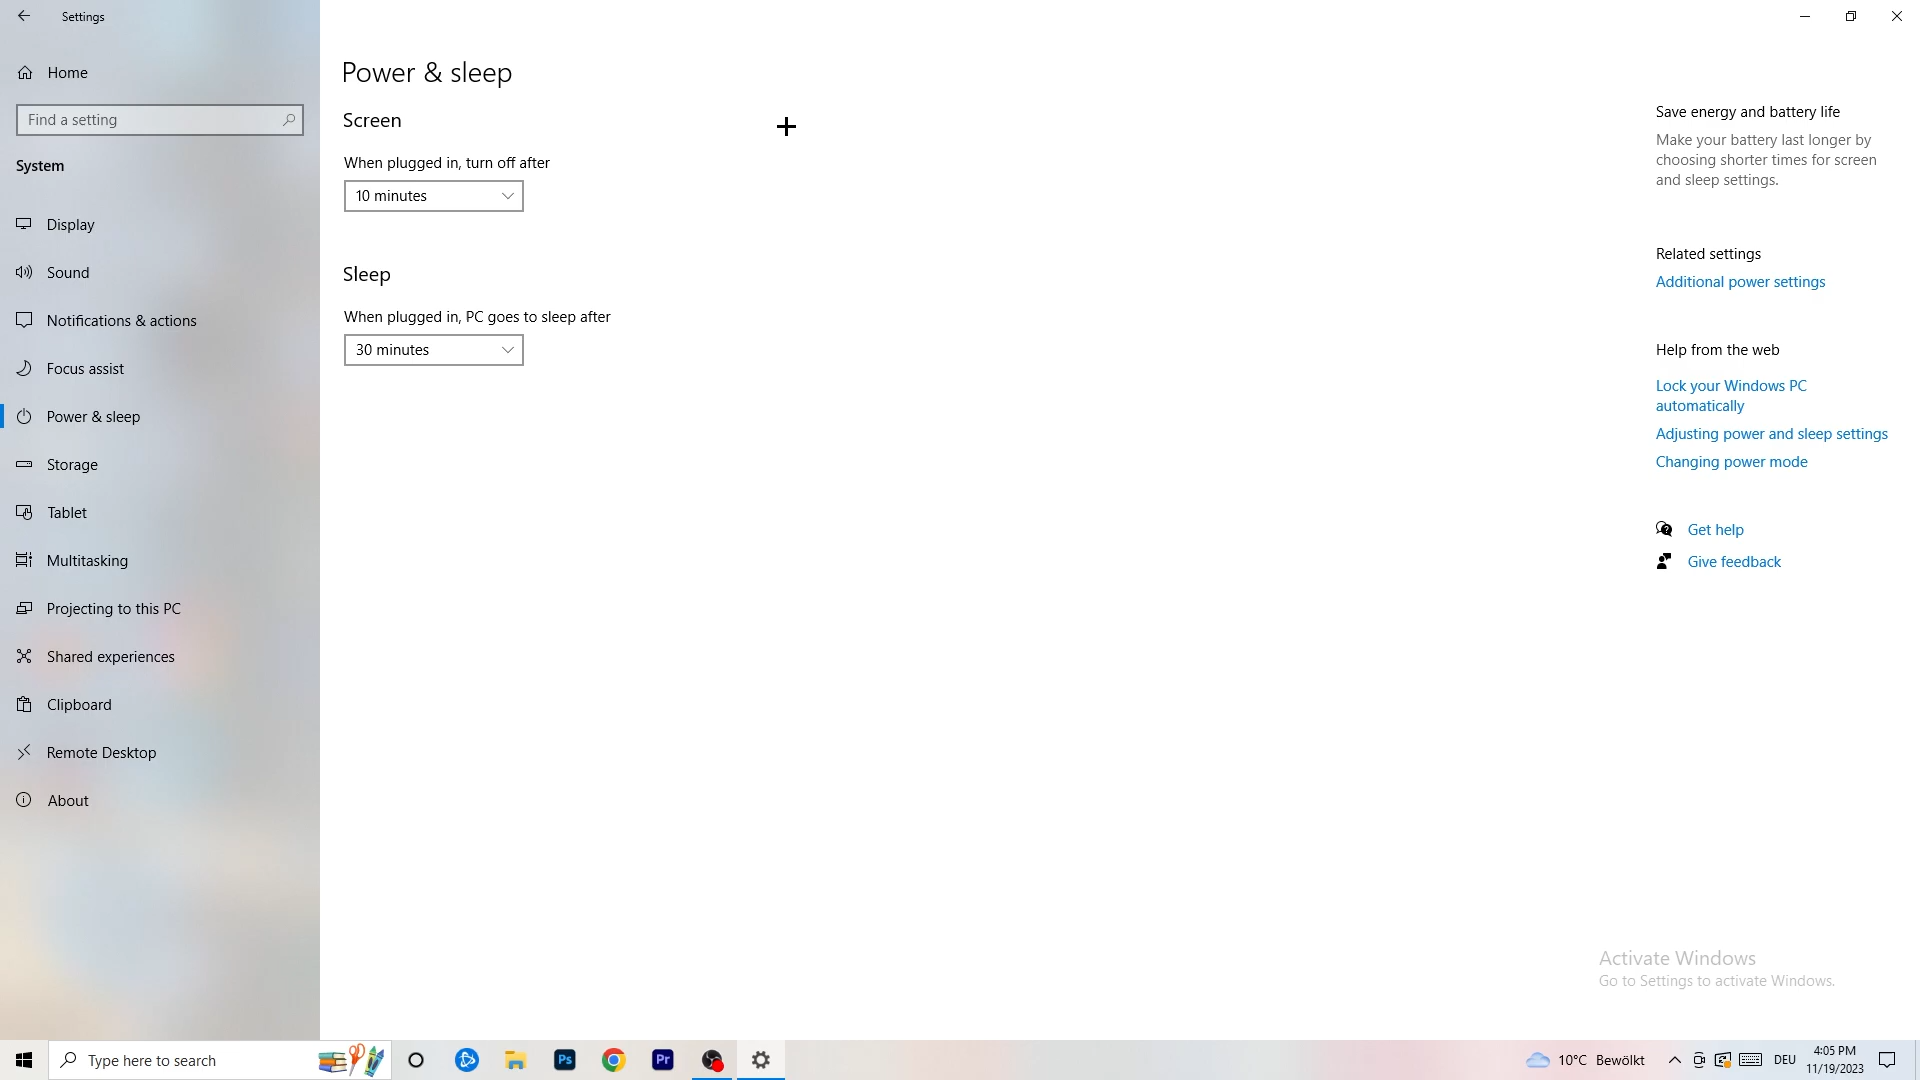 Settings
Home
Find a setting
System
Display
Sound
Notifications & actions
Focus assist
Power & sleep
Storage
Tablet
Multitasking
Projecting to this PC
Shared experiences
Clipboard
Remote Desktop
About
Power & sleep
Screen
When plugged in, turn off after
10 minutes
Sleep
When plugged in, PC goes to sleep after
30 minutes
Save energy and battery life
Make your battery last longer by
choosing shorter times for screen
and sleep settings.
Related settings
Additional power settings
Help from the web
Lock your Windows PC
automatically
Adjusting power and sleep settings
Changing power mode
Get help
Give feedback
Activate Windows
Go to Settings to activate Windows.
Type here to search
Ps
Pr
10°C Bewölkt
DEU
4:05 PM
11/19/2023